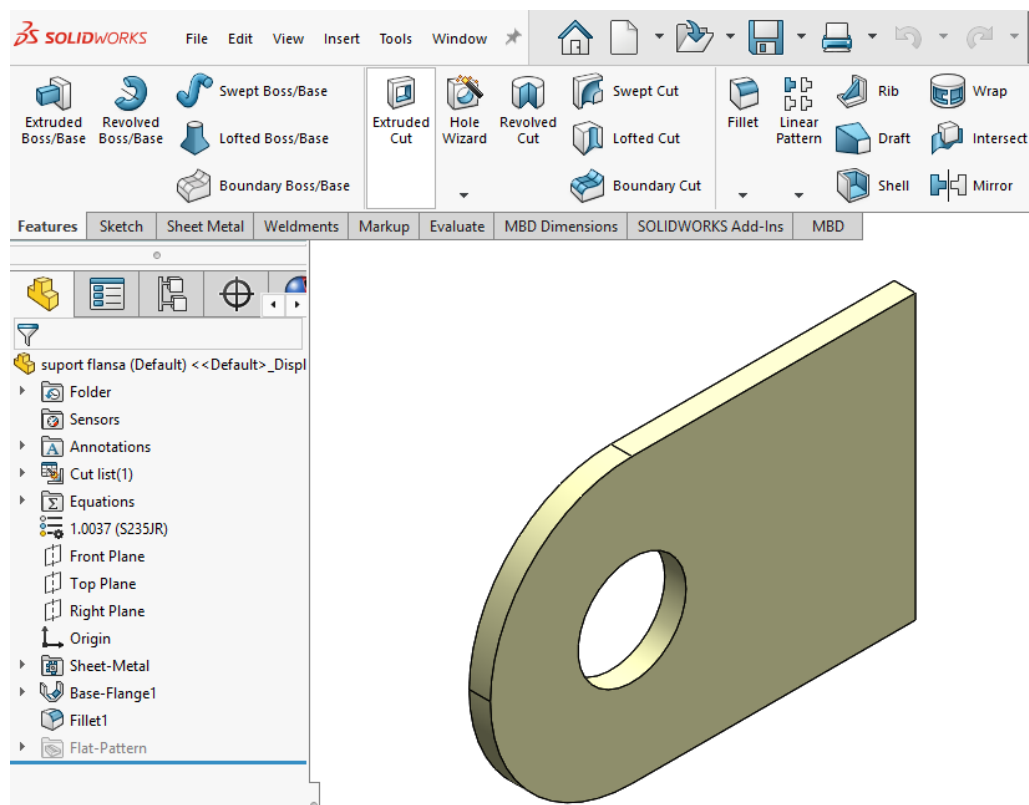 SOLIDWORKS File Edit View Insert Tools Window
Extruded Boss/Base
Revolved Boss/Base
Swept Boss/Base
Lofted Boss/Base
Boundary Boss/Base
Extruded Cut
Hole Wizard
Revolved Cut
Swept Cut
Lofted Cut
Boundary Cut
Fillet
Linear Pattern
Rib
Draft
Shell
Wrap
Intersect
Mirror
Features Sketch Sheet Metal Weldments Markup Evaluate MBD Dimensions SOLIDWORKS Add-Ins MBD
suport flansa (Default) <<Default>_Displ
Folder
Sensors
Annotations
Cut list(1)
Equations
1.0037 (S235JR)
Front Plane
Top Plane
Right Plane
Origin
Sheet-Metal
Base-Flange1
Fillet1
Flat-Pattern